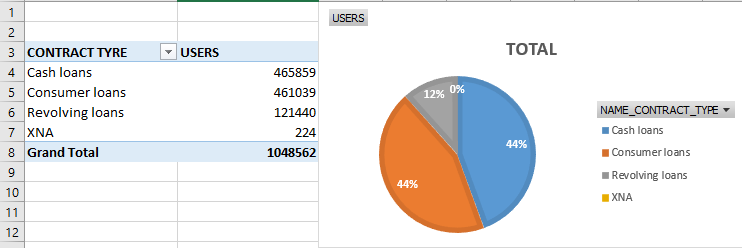 1
2
3 CONTRACT TYRE USERS
4 Cash loans 465859
5 Consumer loans 461039
6 Revolving loans 121440
7 XNA 224
8 Grand Total 1048562
9
10
11
12
USERS
TOTAL
12% 0%
44%
44%
NAME_CONTRACT_TYPE
Cash loans
Consumer loans
Revolving loans
XNA